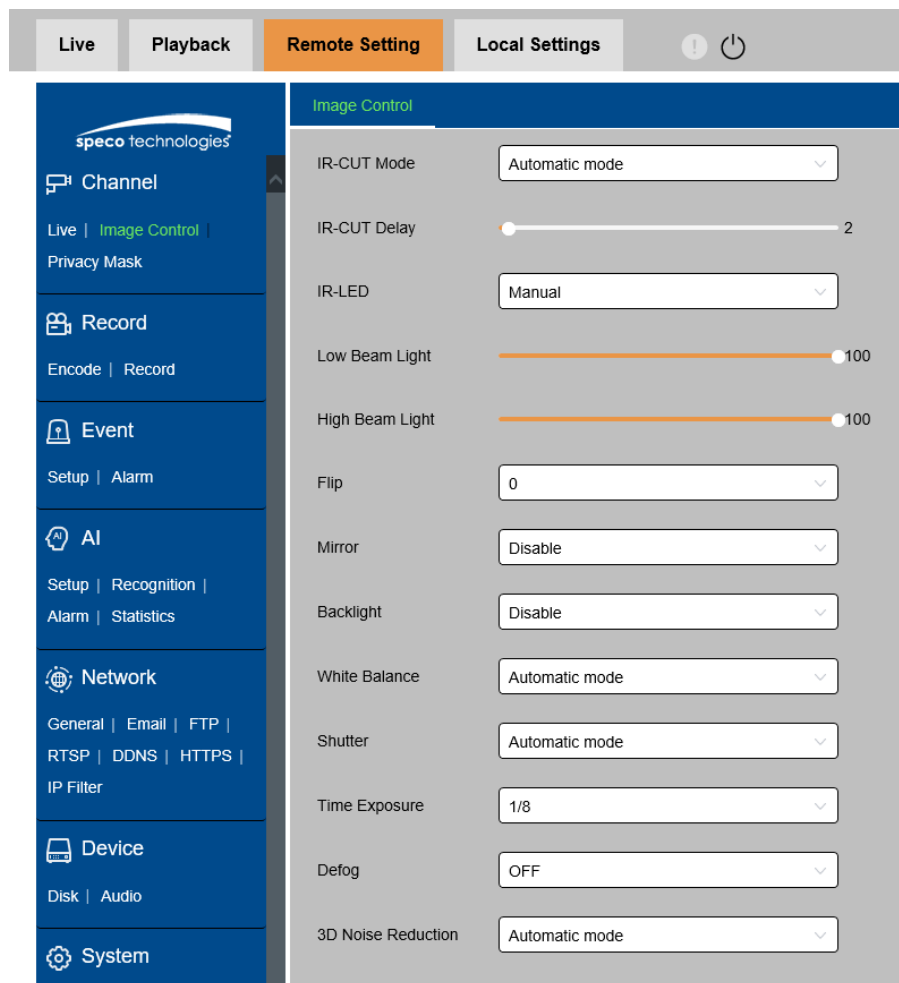 Live Playback Remote Setting Local Settings
speco technologies
Channel
Live | Image Control |
Privacy Mask
Record
Encode | Record
Event
Setup | Alarm
AI
Setup | Recognition |
Alarm | Statistics
Network
General | Email | FTP |
RTSP | DDNS | HTTPS |
IP Filter
Device
Disk | Audio
System
Image Control
IR-CUT Mode Automatic mode
IR-CUT Delay 2
IR-LED Manual
Low Beam Light 100
High Beam Light 100
Flip 0
Mirror Disable
Backlight Disable
White Balance Automatic mode
Shutter Automatic mode
Time Exposure 1/8
Defog OFF
3D Noise Reduction Automatic mode